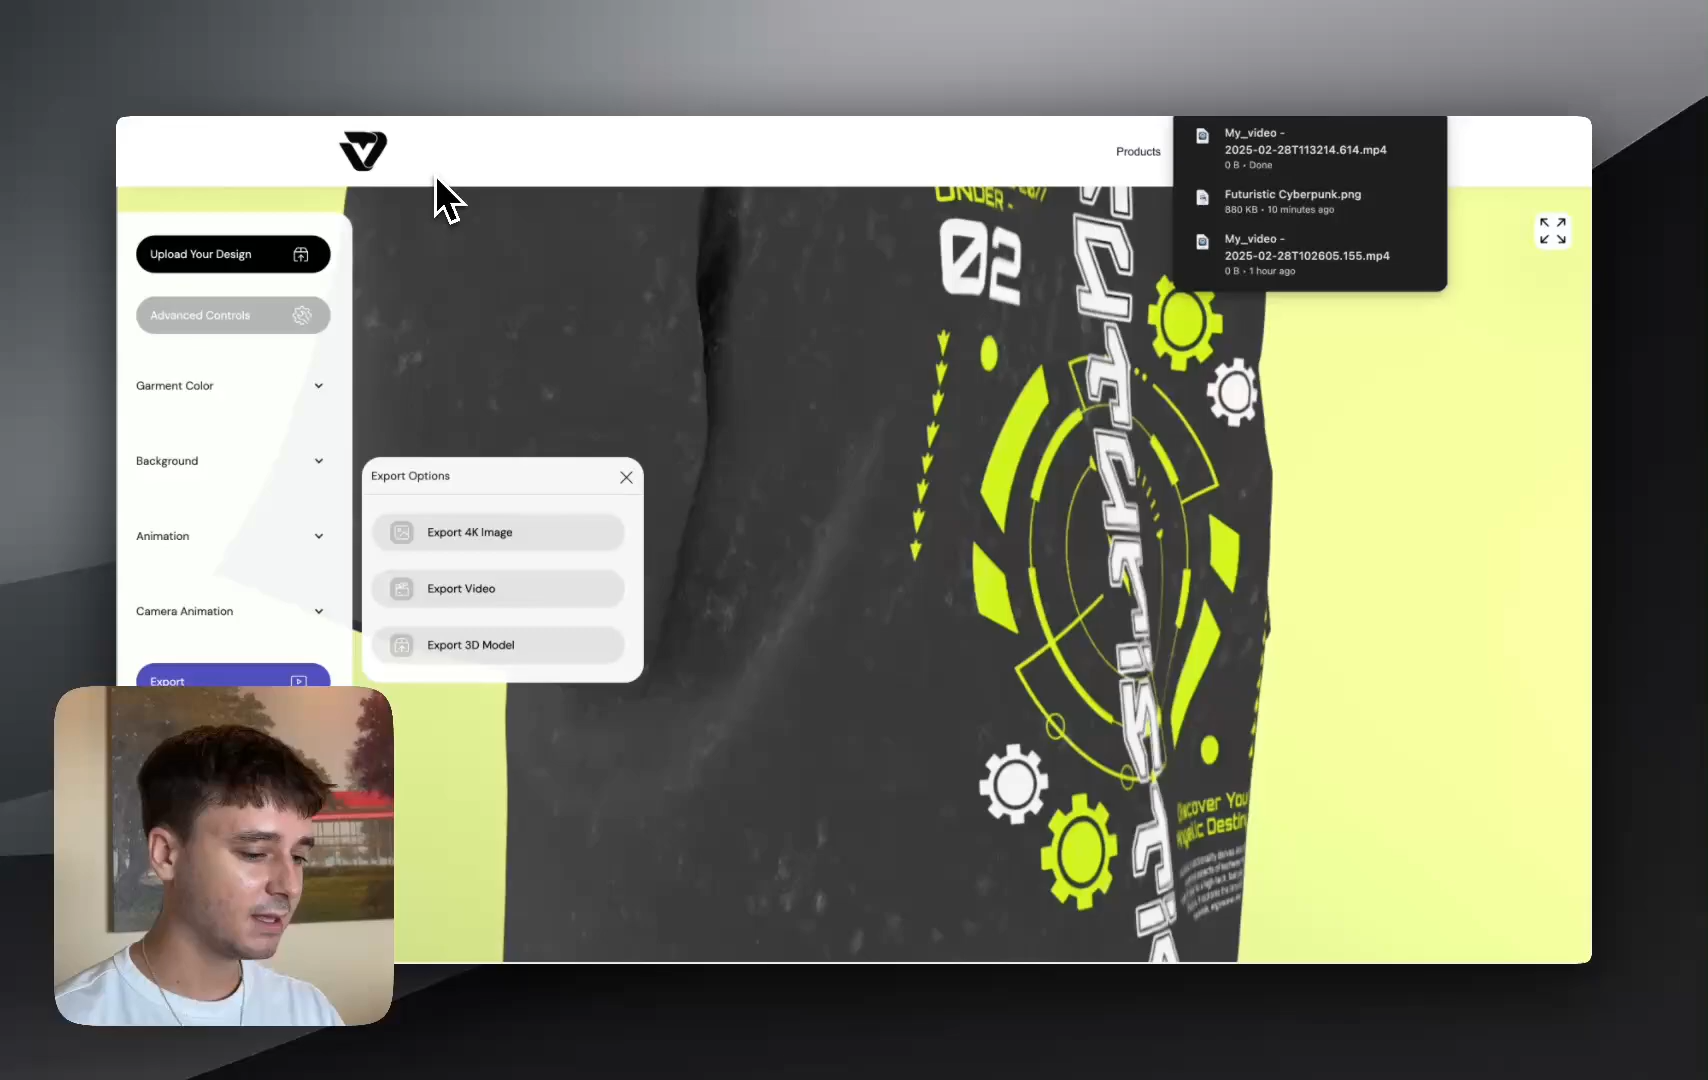 Products
My_video -
2025-02-28T113214.614.mp4
0 B • Done
Futuristic Cyberpunk.png
880 KB • 10 minutes ago
My_video -
2025-02-28T102605.155.mp4
0 B • 1 hour ago
Upload Your Design
Advanced Controls
Garment Color
Background
Animation
Camera Animation
Export
Export Options
Export 4K Image
Export Video
Export 3D Model
UNDER -
02